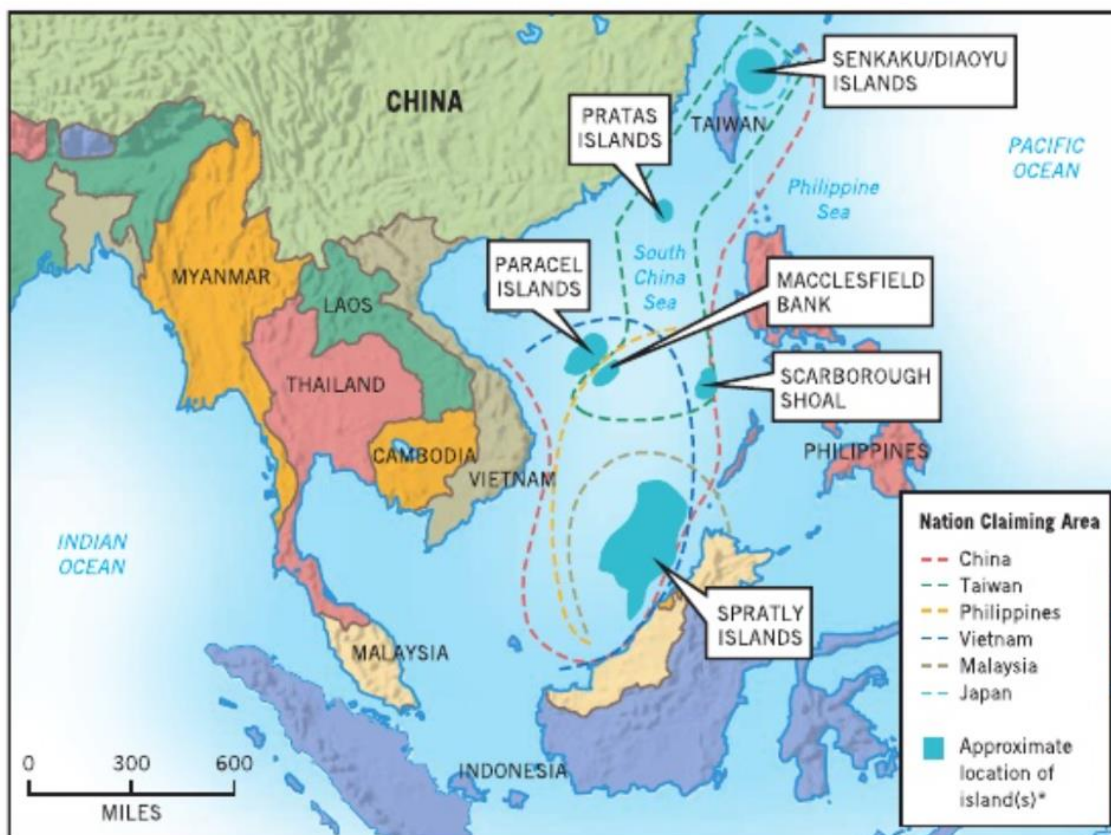 CHINA
SENKAKU/DIAOYU
ISLANDS
PRATAS
ISLANDS
TAIWAN
PACIFIC
OCEAN
Philippine
Sea
South
China
Sea
PARACEL
ISLANDS
MACCLESFIELD
BANK
MYANMAR
LAOS
THAILAND
SCARBOROUGH
SHOAL
CAMBODIA
VIETNAM
PHILIPPINES
INDIAN
OCEAN
SPRATLY
ISLANDS
MALAYSIA
INDONESIA
0 300 600
MILES
Nation Claiming Area
China
Taiwan
Philippines
Vietnam
Malaysia
Japan
Approximate
location of
island(s)*